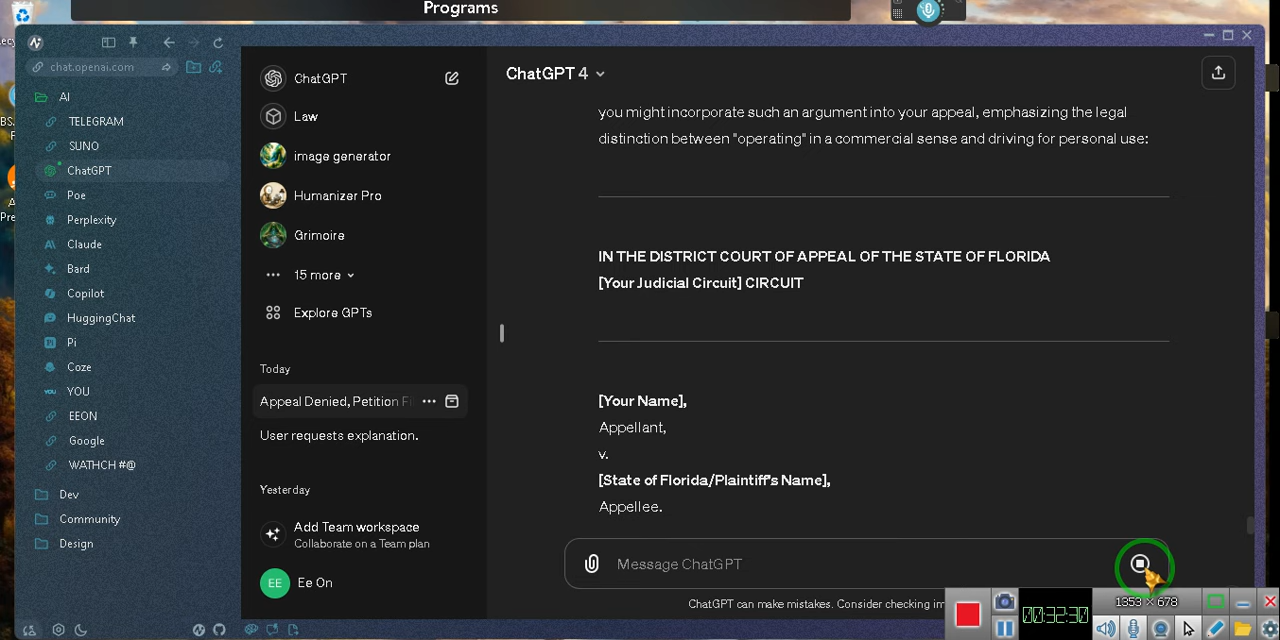 Programs
chat.openai.com
AI
TELEGRAM
SUNO
ChatGPT
Poe
Perplexity
Claude
Bard
Copilot
HuggingChat
Pi
Coze
YOU
EEON
Google
WATHCH #@
Dev
Community
Design
ChatGPT
Law
image generator
Humanizer Pro
Grimoire
15 more
Explore GPTs
Today
Appeal Denied, Petition Fi
User requests explanation.
Yesterday
Add Team workspace
Collaborate on a Team plan
EE Ee On
ChatGPT 4
you might incorporate such an argument into your appeal, emphasizing the legal
distinction between "operating" in a commercial sense and driving for personal use:
IN THE DISTRICT COURT OF APPEAL OF THE STATE OF FLORIDA
[Your Judicial Circuit] CIRCUIT
[Your Name],
Appellant,
v.
[State of Florida/Plaintiff's Name],
Appellee.
Message ChatGPT
ChatGPT can make mistakes. Consider checking im
1353 × 678
00:32:30